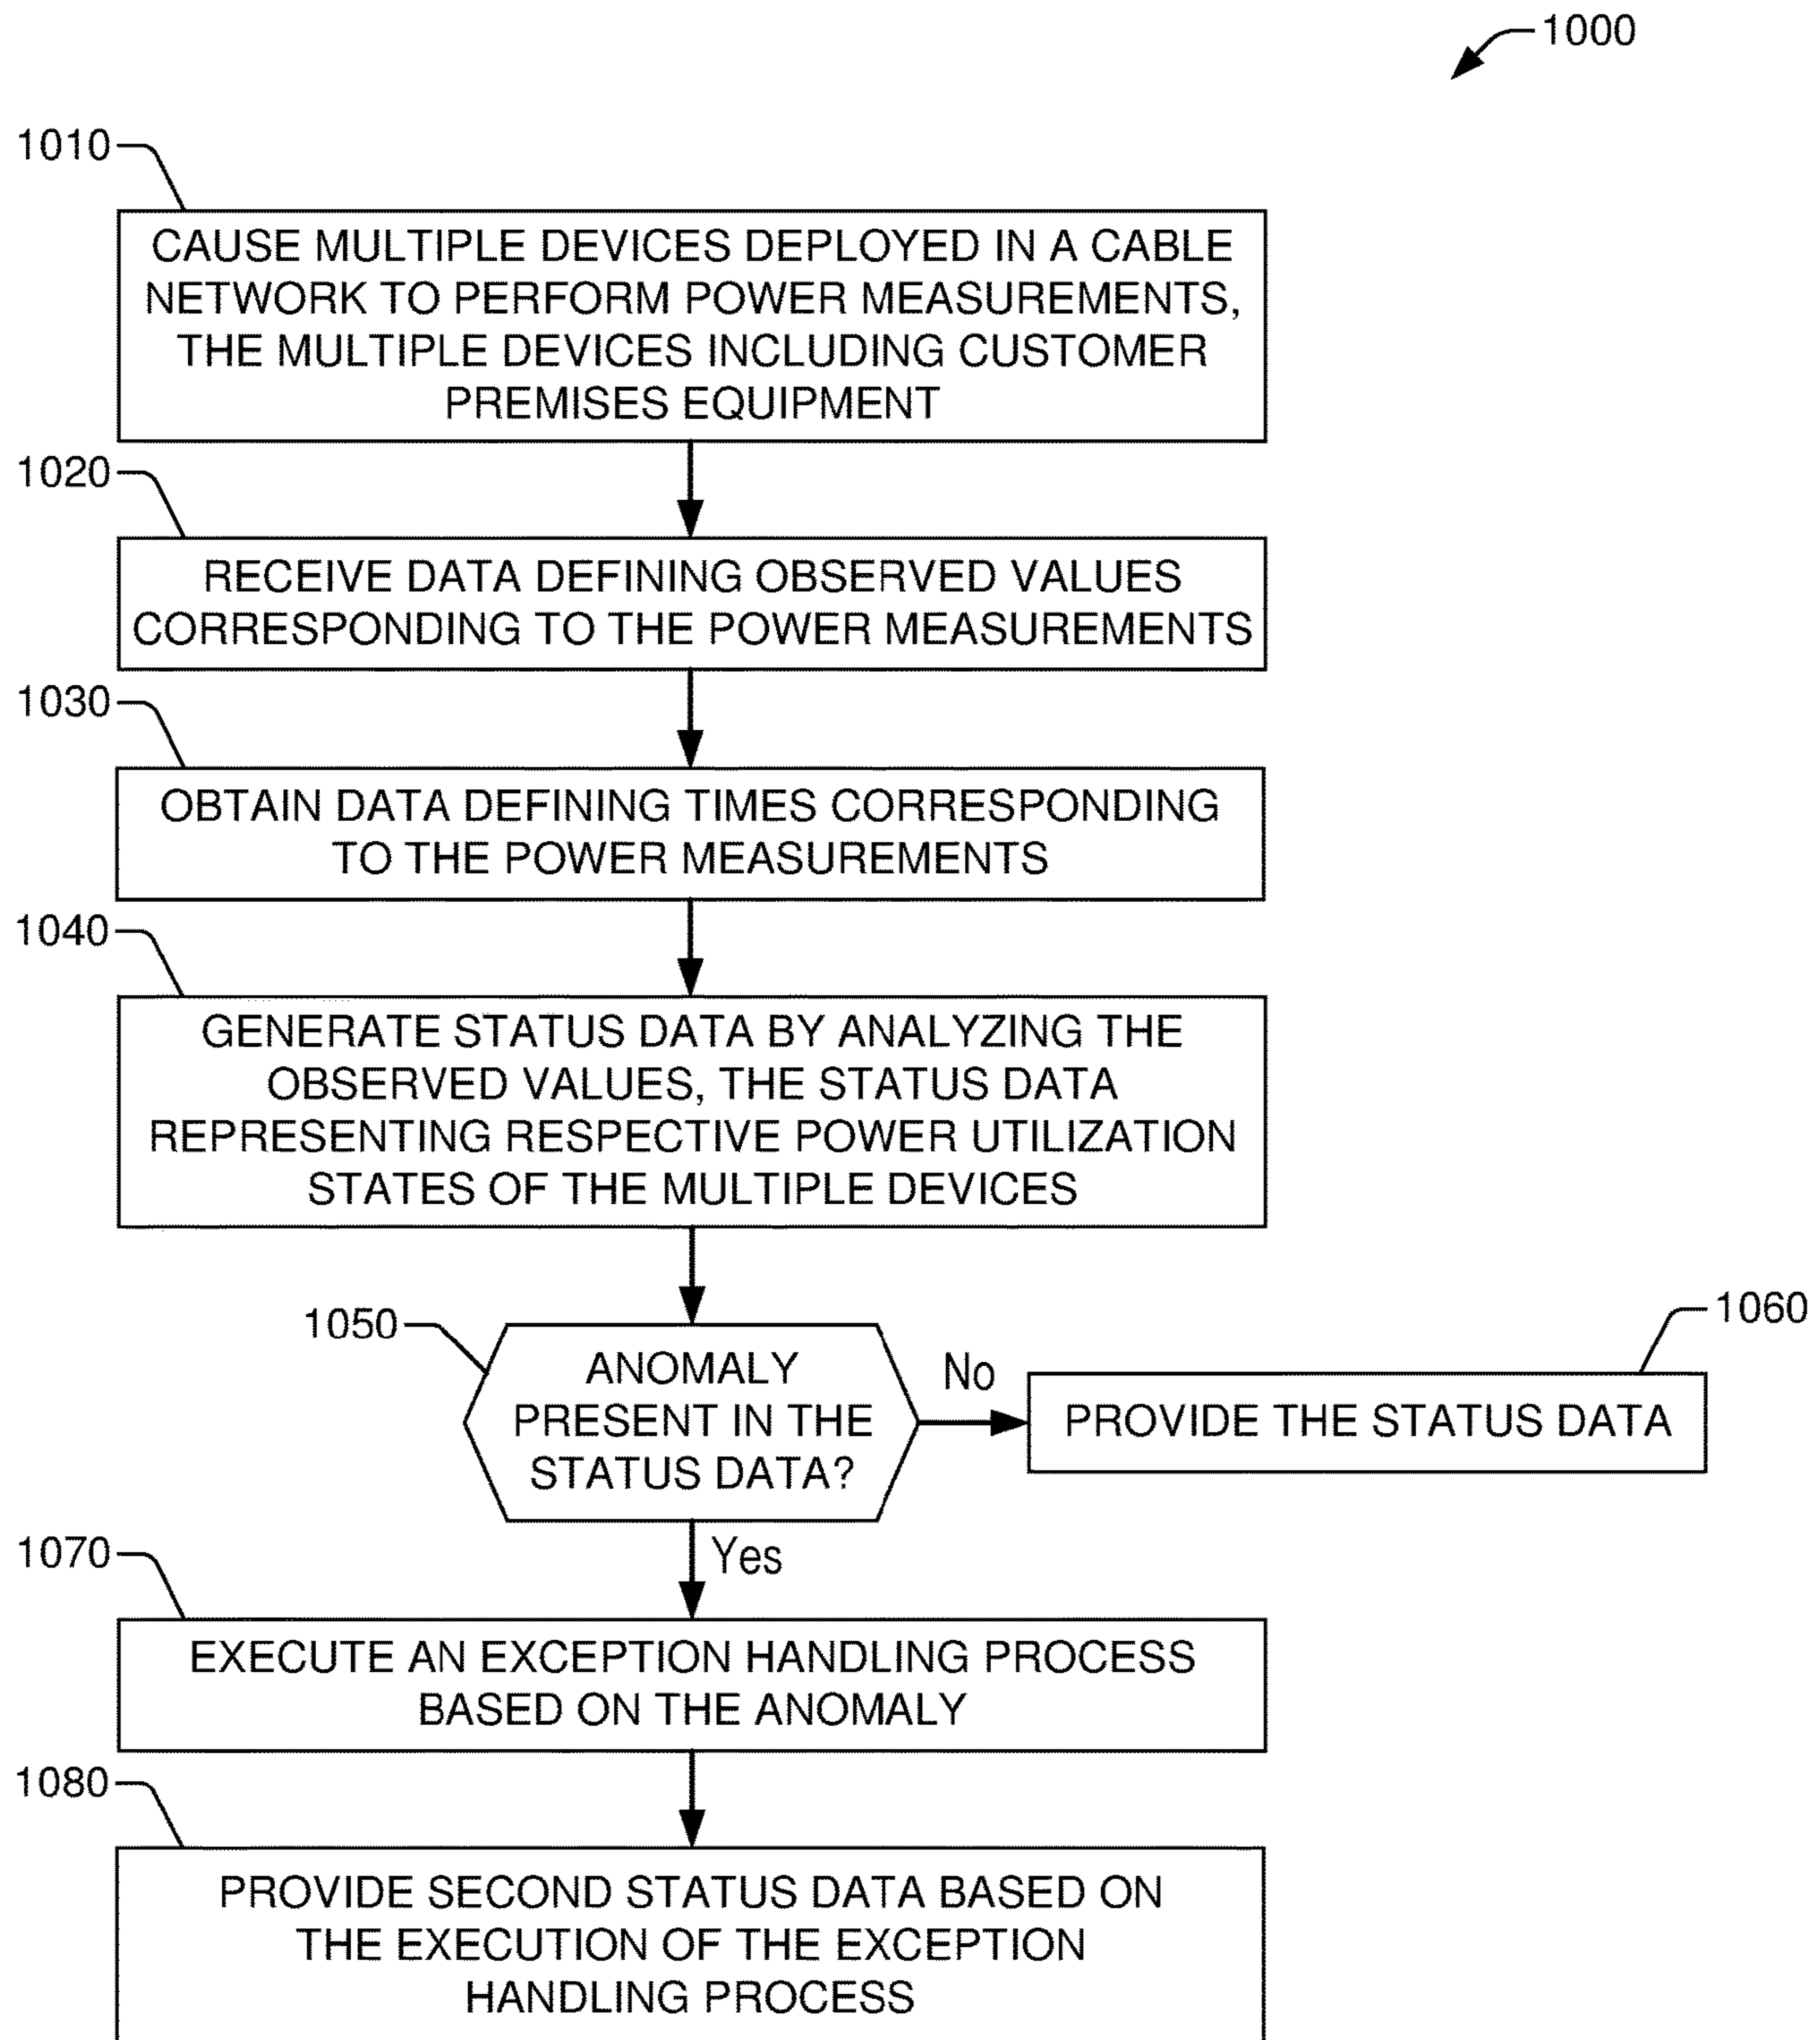 1000
1010
CAUSE MULTIPLE DEVICES DEPLOYED IN A CABLE
NETWORK TO PERFORM POWER MEASUREMENTS,
THE MULTIPLE DEVICES INCLUDING CUSTOMER
PREMISES EQUIPMENT
1020
RECEIVE DATA DEFINING OBSERVED VALUES
CORRESPONDING TO THE POWER MEASUREMENTS
1030
OBTAIN DATA DEFINING TIMES CORRESPONDING
TO THE POWER MEASUREMENTS
1040
GENERATE STATUS DATA BY ANALYZING THE
OBSERVED VALUES, THE STATUS DATA
REPRESENTING RESPECTIVE POWER UTILIZATION
STATES OF THE MULTIPLE DEVICES
1050
ANOMALY
PRESENT IN THE
STATUS DATA?
No
1060
PROVIDE THE STATUS DATA
Yes
1070
EXECUTE AN EXCEPTION HANDLING PROCESS
BASED ON THE ANOMALY
1080
PROVIDE SECOND STATUS DATA BASED ON
THE EXECUTION OF THE EXCEPTION
HANDLING PROCESS